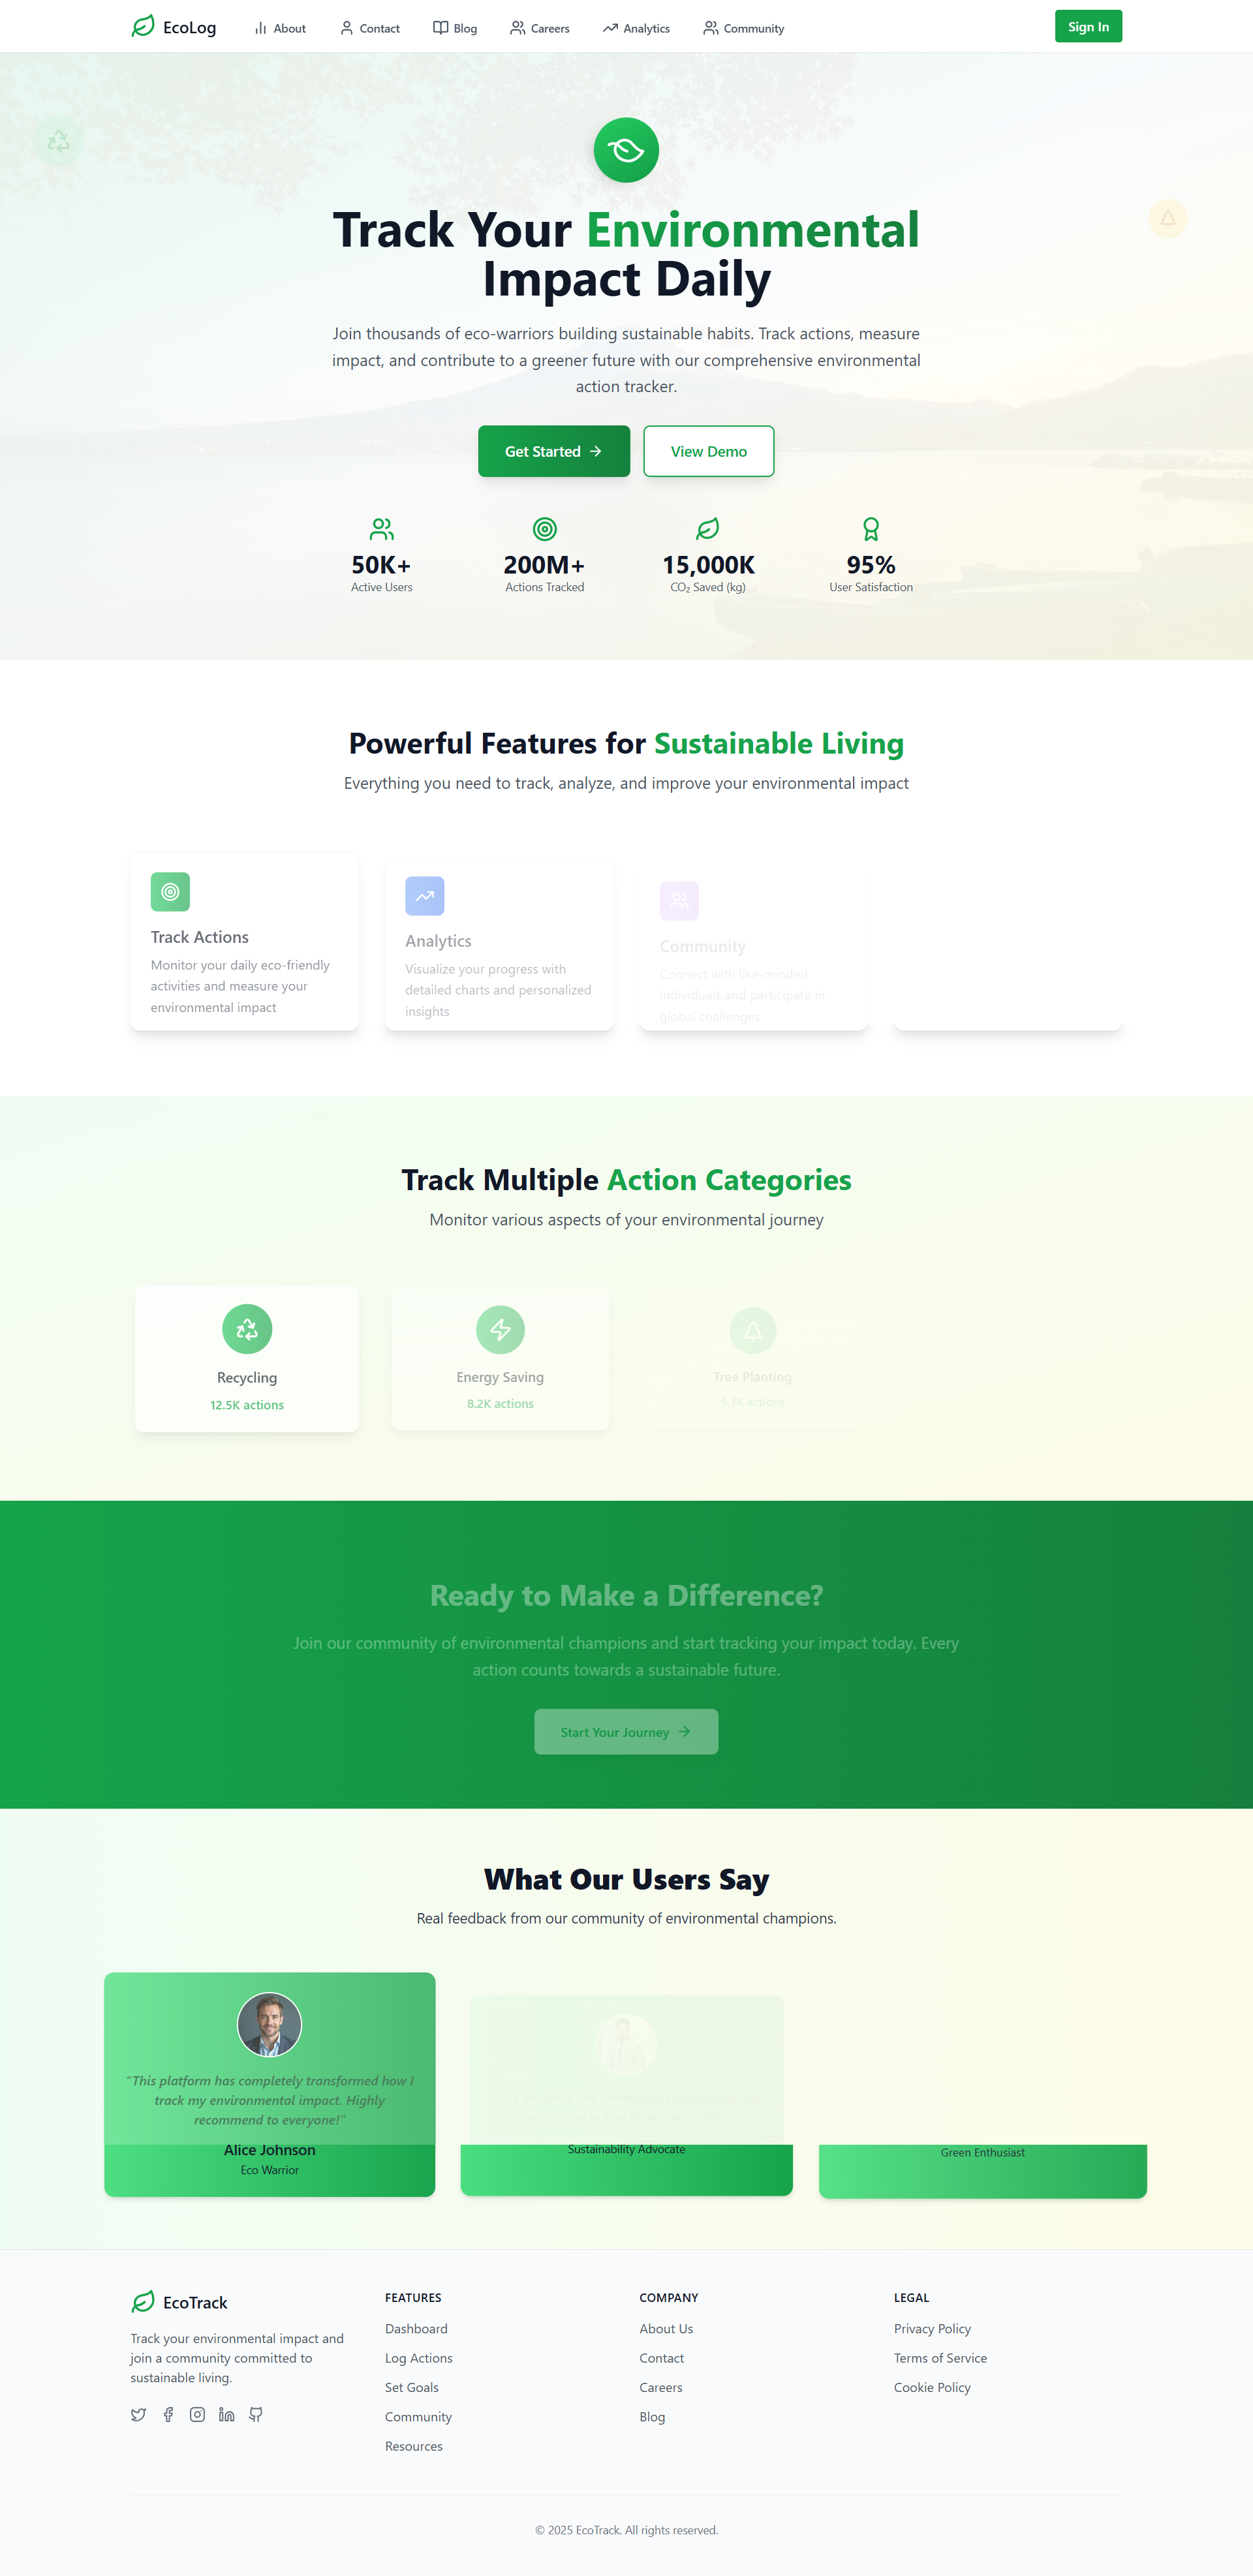 EcoLog
About
Contact
Blog
Careers
Analytics
Community
Sign In
Track Your Environmental
Impact Daily
Join thousands of eco-warriors building sustainable habits. Track actions, measure
impact, and contribute to a greener future with our comprehensive environmental
action tracker.
Get Started
View Demo
50K+
Active Users
200M+
Actions Tracked
15,000K
CO₂ Saved (kg)
95%
User Satisfaction
Powerful Features for Sustainable Living
Everything you need to track, analyze, and improve your environmental impact
Track Actions
Monitor your daily eco-friendly
activities and measure your
environmental impact
Analytics
Visualize your progress with
detailed charts and personalized
insights
Community
Connect with like-minded
individuals and participate in
global challenges
Track Multiple Action Categories
Monitor various aspects of your environmental journey
Recycling
12.5K actions
Energy Saving
8.2K actions
Tree Planting
5.7K actions
Ready to Make a Difference?
Join our community of environmental champions and start tracking your impact today. Every
action counts towards a sustainable future.
Start Your Journey
What Our Users Say
Real feedback from our community of environmental champions.
"This platform has completely transformed how I
track my environmental impact. Highly
recommend to everyone!"
Alice Johnson
Eco Warrior
Sustainability Advocate
Green Enthusiast
EcoTrack
Track your environmental impact and
join a community committed to
sustainable living.
FEATURES
Dashboard
Log Actions
Set Goals
Community
Resources
COMPANY
About Us
Contact
Careers
Blog
LEGAL
Privacy Policy
Terms of Service
Cookie Policy
© 2025 EcoTrack. All rights reserved.